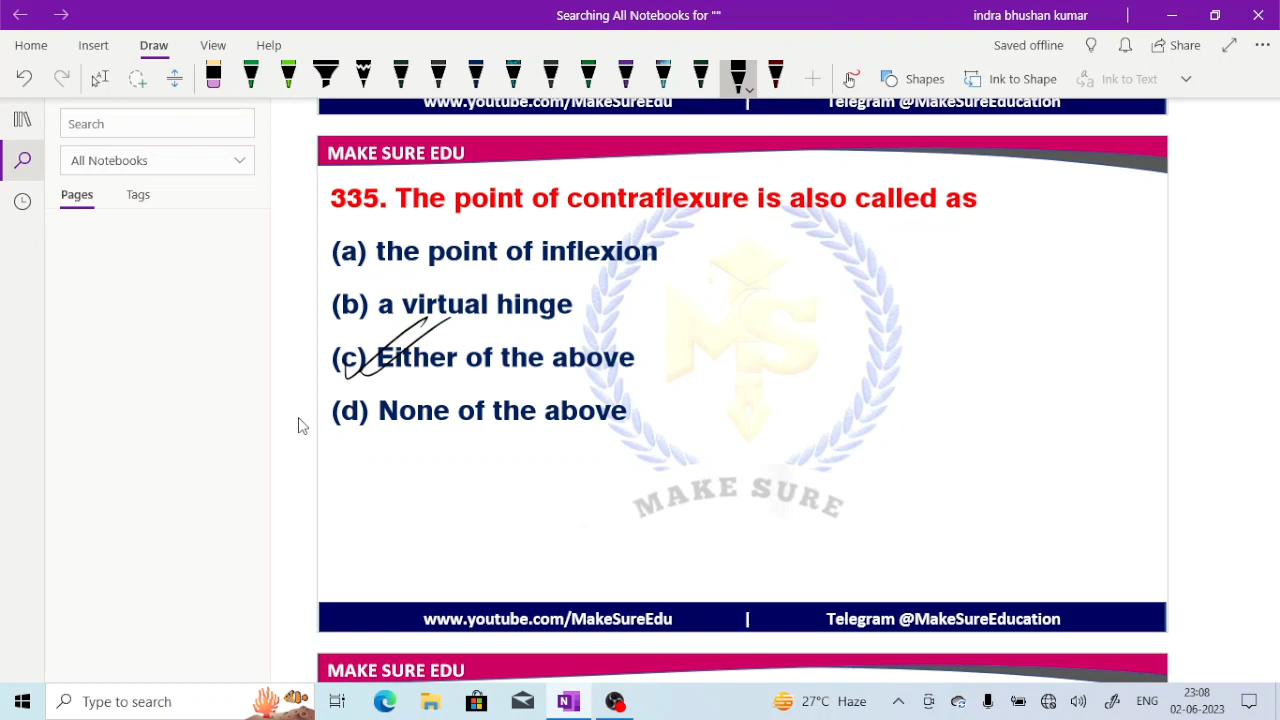 Searching All Notebooks for ""
indra bhushan kumar
Home
Insert
Draw
View
Help
Saved offline
Share
Shapes
Ink to Shape
Ink to Text
Search
All Notebooks
Pages
Tags
www.youtube.com/MakeSureEdu | Telegram @MakeSureEducation
MAKE SURE EDU
335. The point of contraflexure is also called as
(a) the point of inflexion
(b) a virtual hinge
(c) Either of the above
(d) None of the above
MS
MAKE SURE
www.youtube.com/MakeSureEdu | Telegram @MakeSureEducation
MAKE SURE EDU
Type to search
27°C Haze
ENG
23:08
02-06-2023